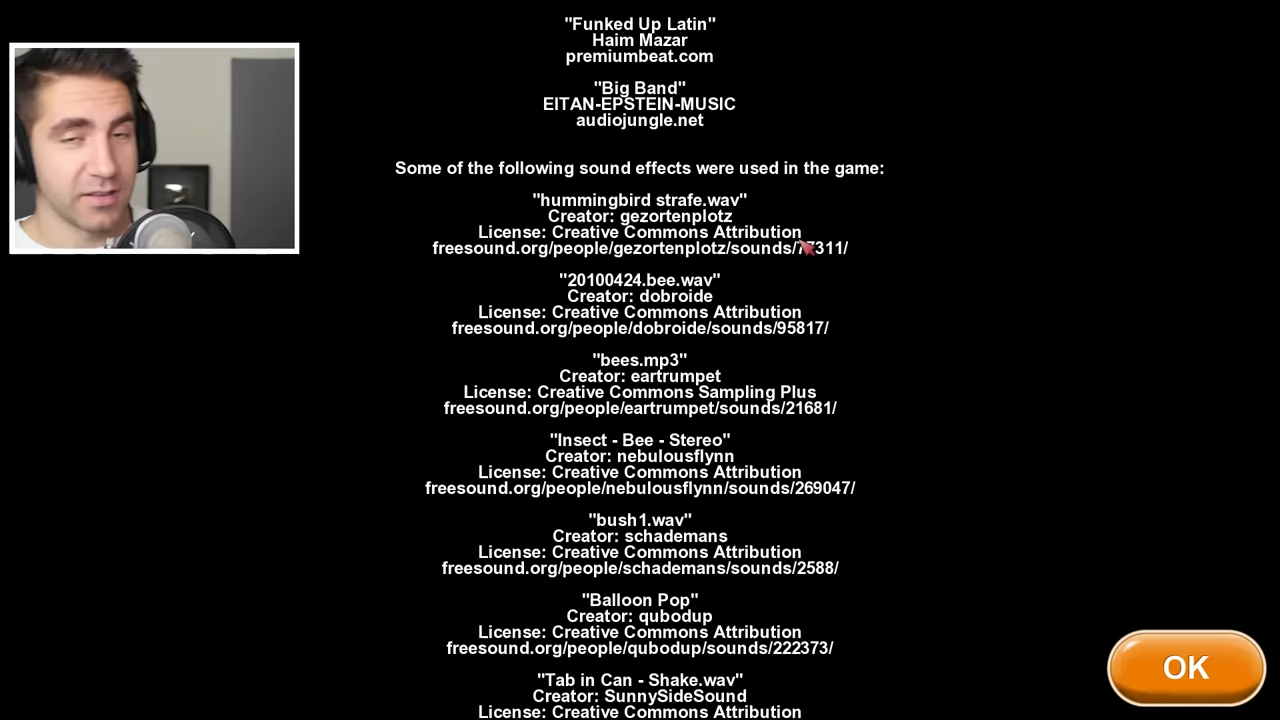 "Funked Up Latin"
Haim Mazar
premiumbeat.com
"Big Band"
EITAN-EPSTEIN-MUSIC
audiojungle.net
Some of the following sound effects were used in the game:
"hummingbird strafe.wav"
Creator: gezortenplotz
License: Creative Commons Attribution
freesound.org/people/gezortenplotz/sounds/
"20100424.bee.wav"
Creator: dobroide
License: Creative Commons Attribution
freesound.org/people/dobroide/sounds/95817/
"bees.mp3"
Creator: eartrumpet
License: Creative Commons Sampling Plus
freesound.org/people/eartrumpet/sounds/21681/
"Insect - Bee - Stereo"
Creator: nebulousflynn
License: Creative Commons Attribution
freesound.org/people/nebulousflynn/sounds/269047/
"bush1.wav"
Creator: schademans
License: Creative Commons Attribution
freesound.org/people/schademans/sounds/2588/
"Balloon Pop"
Creator: qubodup
License: Creative Commons Attribution
freesound.org/people/qubodup/sounds/222373/
"Tab in Can - Shake.wav"
Creator: SunnySideSound
License: Creative Commons Attribution
OK